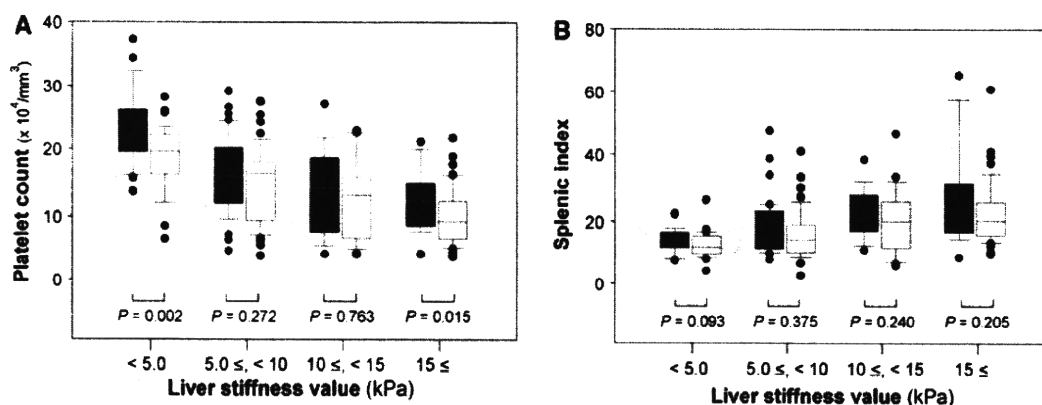 A
Platelet count (x 10⁴/mm³)
40
30
20
10
0
P = 0.002 P = 0.272 P = 0.763 P = 0.015
< 5.0 5.0 ≤, < 10 10 ≤, < 15 15 ≤
Liver stiffness value (kPa)
B
Splenic index
80
60
40
20
0
P = 0.093 P = 0.375 P = 0.240 P = 0.205
< 5.0 5.0 ≤, < 10 10 ≤, < 15 15 ≤
Liver stiffness value (kPa)